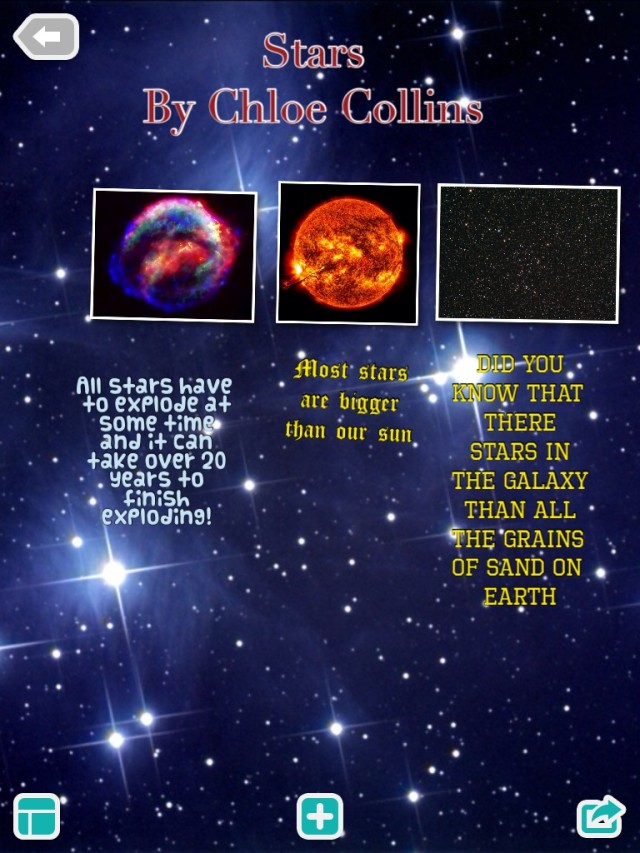 Stars
By Chloe Collins
All stars have
to explode at
some time
and it can
take over 20
years to
finish
exploding!
Most stars
are bigger
than our sun
DID YOU
KNOW THAT
THERE
STARS IN
THE GALAXY
THAN ALL
THE GRAINS
OF SAND ON
EARTH